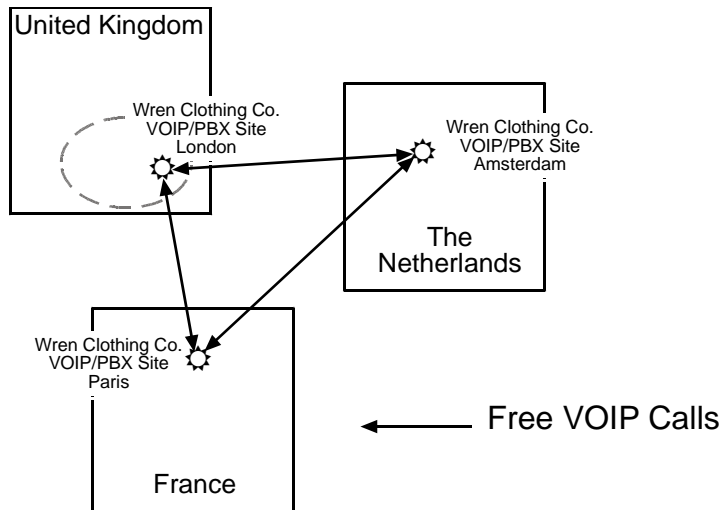 United Kingdom
Wren Clothing Co.
VOIP/PBX Site
London
Wren Clothing Co.
VOIP/PBX Site
Amsterdam
The
Netherlands
Wren Clothing Co.
VOIP/PBX Site
Paris
Free VOIP Calls
France